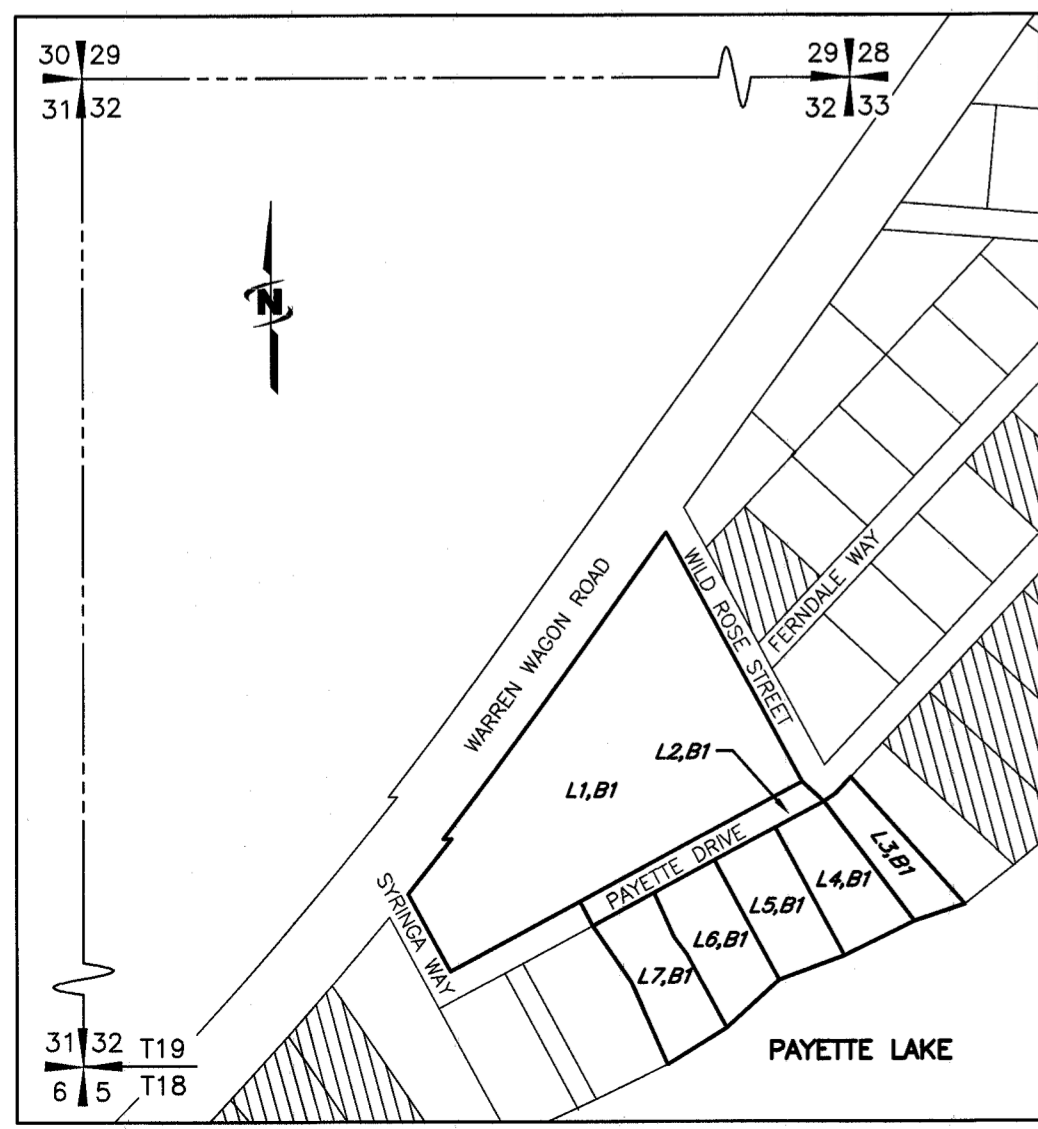 30 29
31 32
29 28
32 33
N
WARREN WAGON ROAD
WILD ROSE STREET
FERNDALE WAY
L2,B1
L1,B1
PAYETTE DRIVE
L3,B1
L4,B1
L5,B1
L6,B1
L7,B1
SYRINGA WAY
PAYETTE LAKE
31 32 T19
6 5 T18